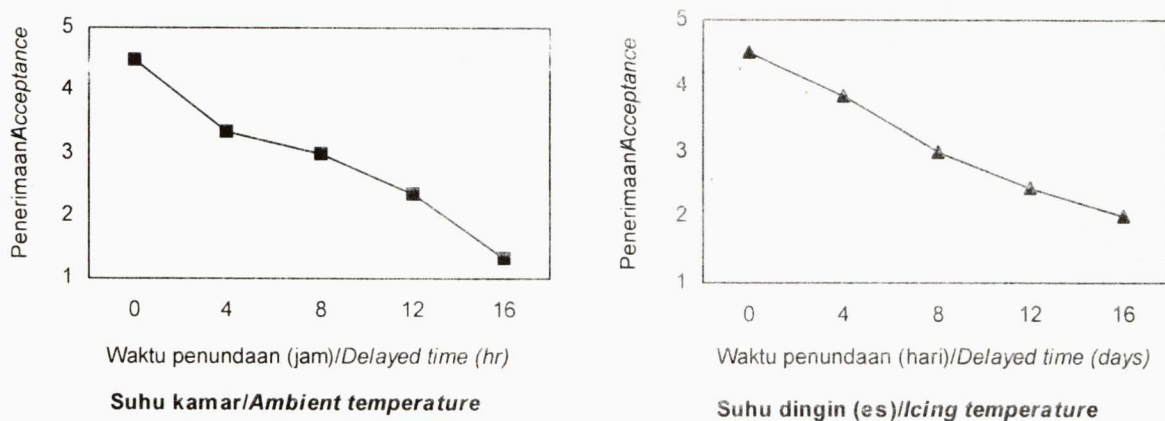 5
4
3
2
1
Penerimaan/Acceptance
0 4 8 12 16
Waktu penundaan (jam)/Delayed time (hr)
Suhu kamar/Ambient temperature
5
4
3
2
1
Penerimaan/Acceptance
0 4 8 12 16
Waktu penundaan (hari)/Delayed time (days)
Suhu dingin (es)/Icing temperature